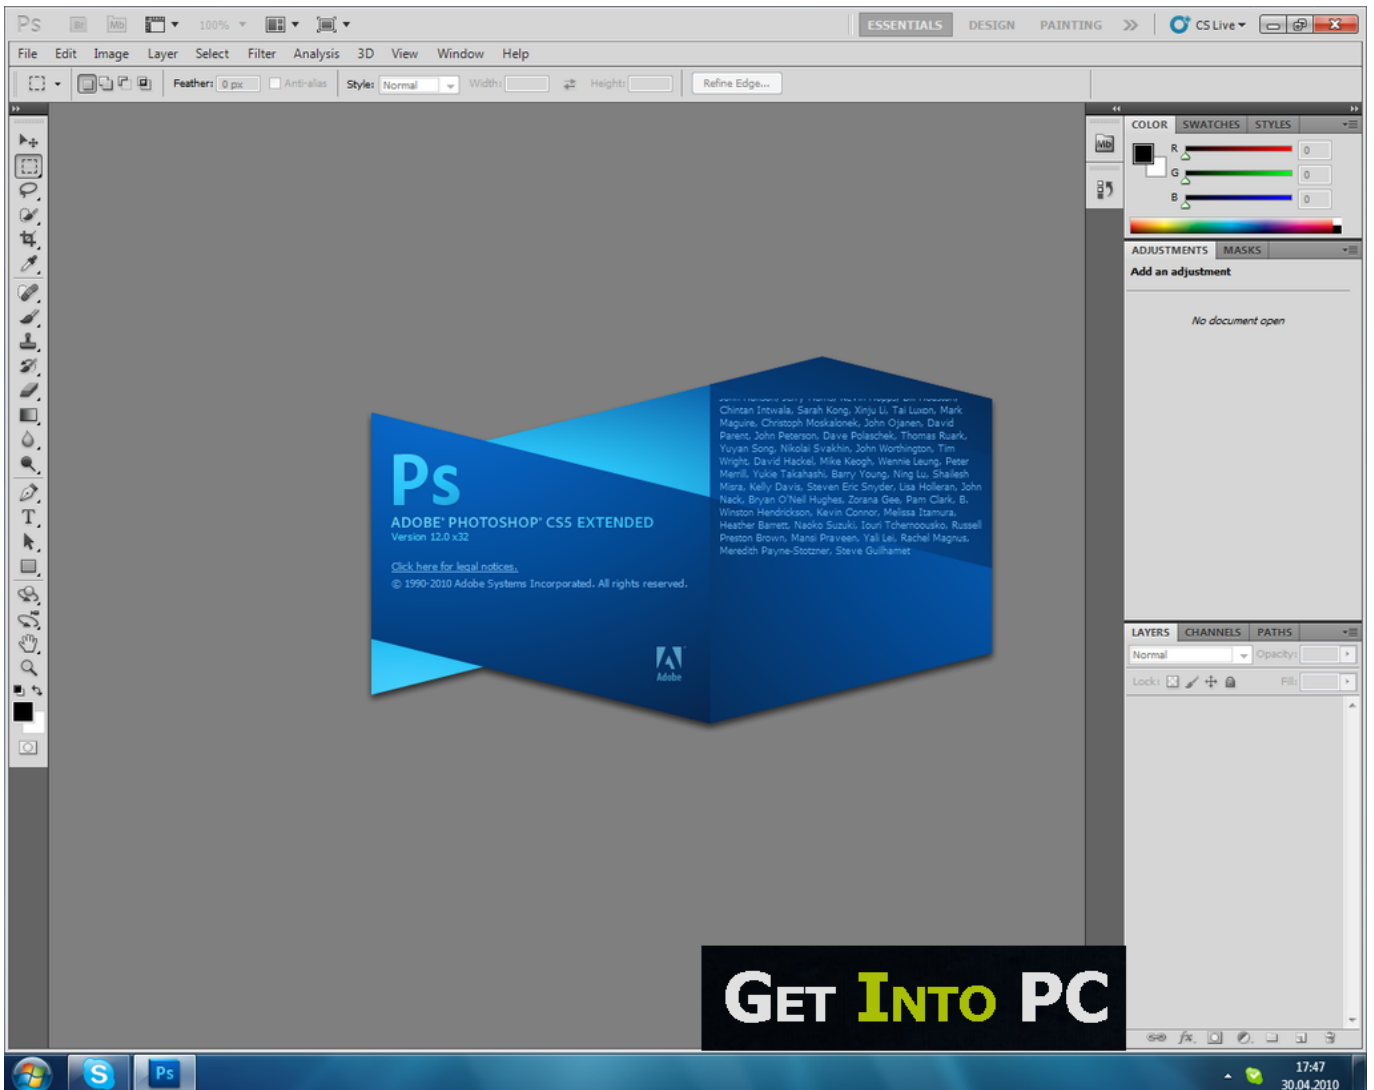 Ps Br Mb 100% ESSENTIALS DESIGN PAINTING CS Live
File Edit Image Layer Select Filter Analysis 3D View Window Help
Feather: 0 px Anti-alias Style: Normal Width: Height: Refine Edge...
COLOR SWATCHES STYLES
Mb
R 0
G 0
B 0
ADJUSTMENTS MASKS
Add an adjustment
No document open
Ps
ADOBE® PHOTOSHOP® CS5 EXTENDED
Version 12.0 x32
Click here for legal notices.
© 1990-2010 Adobe Systems Incorporated. All rights reserved.
Adobe
Chintan Intwala, Sarah Kong, Xinju Li, Tai Luxon, Mark
Maguire, Christoph Moskalonek, John Ojanen, David
Parent, John Peterson, Dave Polaschek, Thomas Ruark,
Yuyan Song, Nikolai Svakhin, John Worthington, Tim
Wright, David Hackel, Mike Keogh, Wennie Leung, Peter
Merrill, Yukie Takahashi, Barry Young, Ning Lu, Shailesh
Misra, Kelly Davis, Steven Eric Snyder, Lisa Holleran, John
Nack, Bryan O'Neil Hughes, Zorana Gee, Pam Clark, B.
Winston Hendrickson, Kevin Connor, Melissa Itamura,
Heather Barrett, Naoko Suzuki, Iouri Tchernoousko, Russell
Preston Brown, Mansi Praveen, Yali Lei, Rachel Magnus,
Meredith Payne-Stotzner, Steve Guilhamet
LAYERS CHANNELS PATHS
Normal Opacity:
Lock: Fill:
T
GET INTO PC
fx
S Ps
17:47
30.04.2010